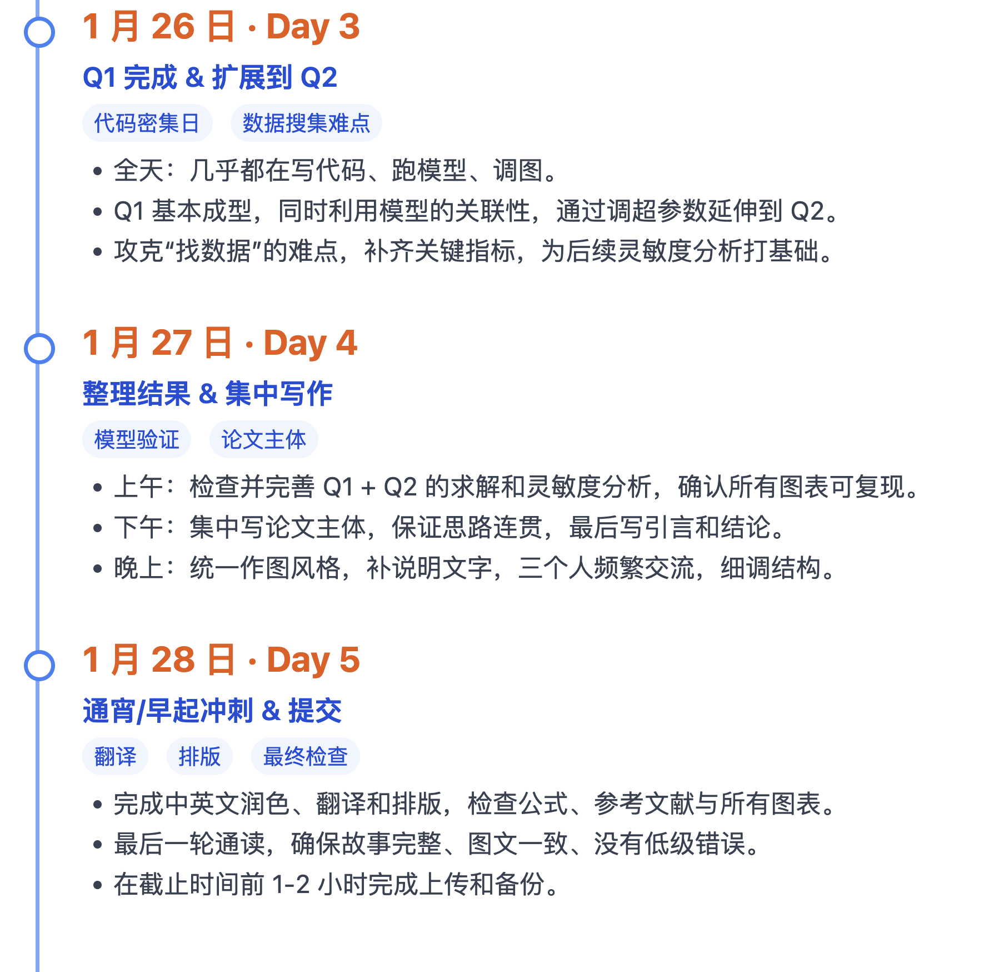 1 月 26 日 · Day 3
Q1 完成 & 扩展到 Q2
代码密集日 数据搜集难点
• 全天：几乎都在写代码、跑模型、调图。
• Q1 基本成型，同时利用模型的关联性，通过调超参数延伸到 Q2。
• 攻克“找数据”的难点，补齐关键指标，为后续灵敏度分析打基础。
1 月 27 日 · Day 4
整理结果 & 集中写作
模型验证 论文主体
• 上午：检查并完善 Q1 + Q2 的求解和灵敏度分析，确认所有图表可复现。
• 下午：集中写论文主体，保证思路连贯，最后写引言和结论。
• 晚上：统一作图风格，补说明文字，三个人频繁交流，细调结构。
1 月 28 日 · Day 5
通宵/早起冲刺 & 提交
翻译 排版 最终检查
• 完成中英文润色、翻译和排版，检查公式、参考文献与所有图表。
• 最后一轮通读，确保故事完整、图文一致、没有低级错误。
• 在截止时间前 1-2 小时完成上传和备份。